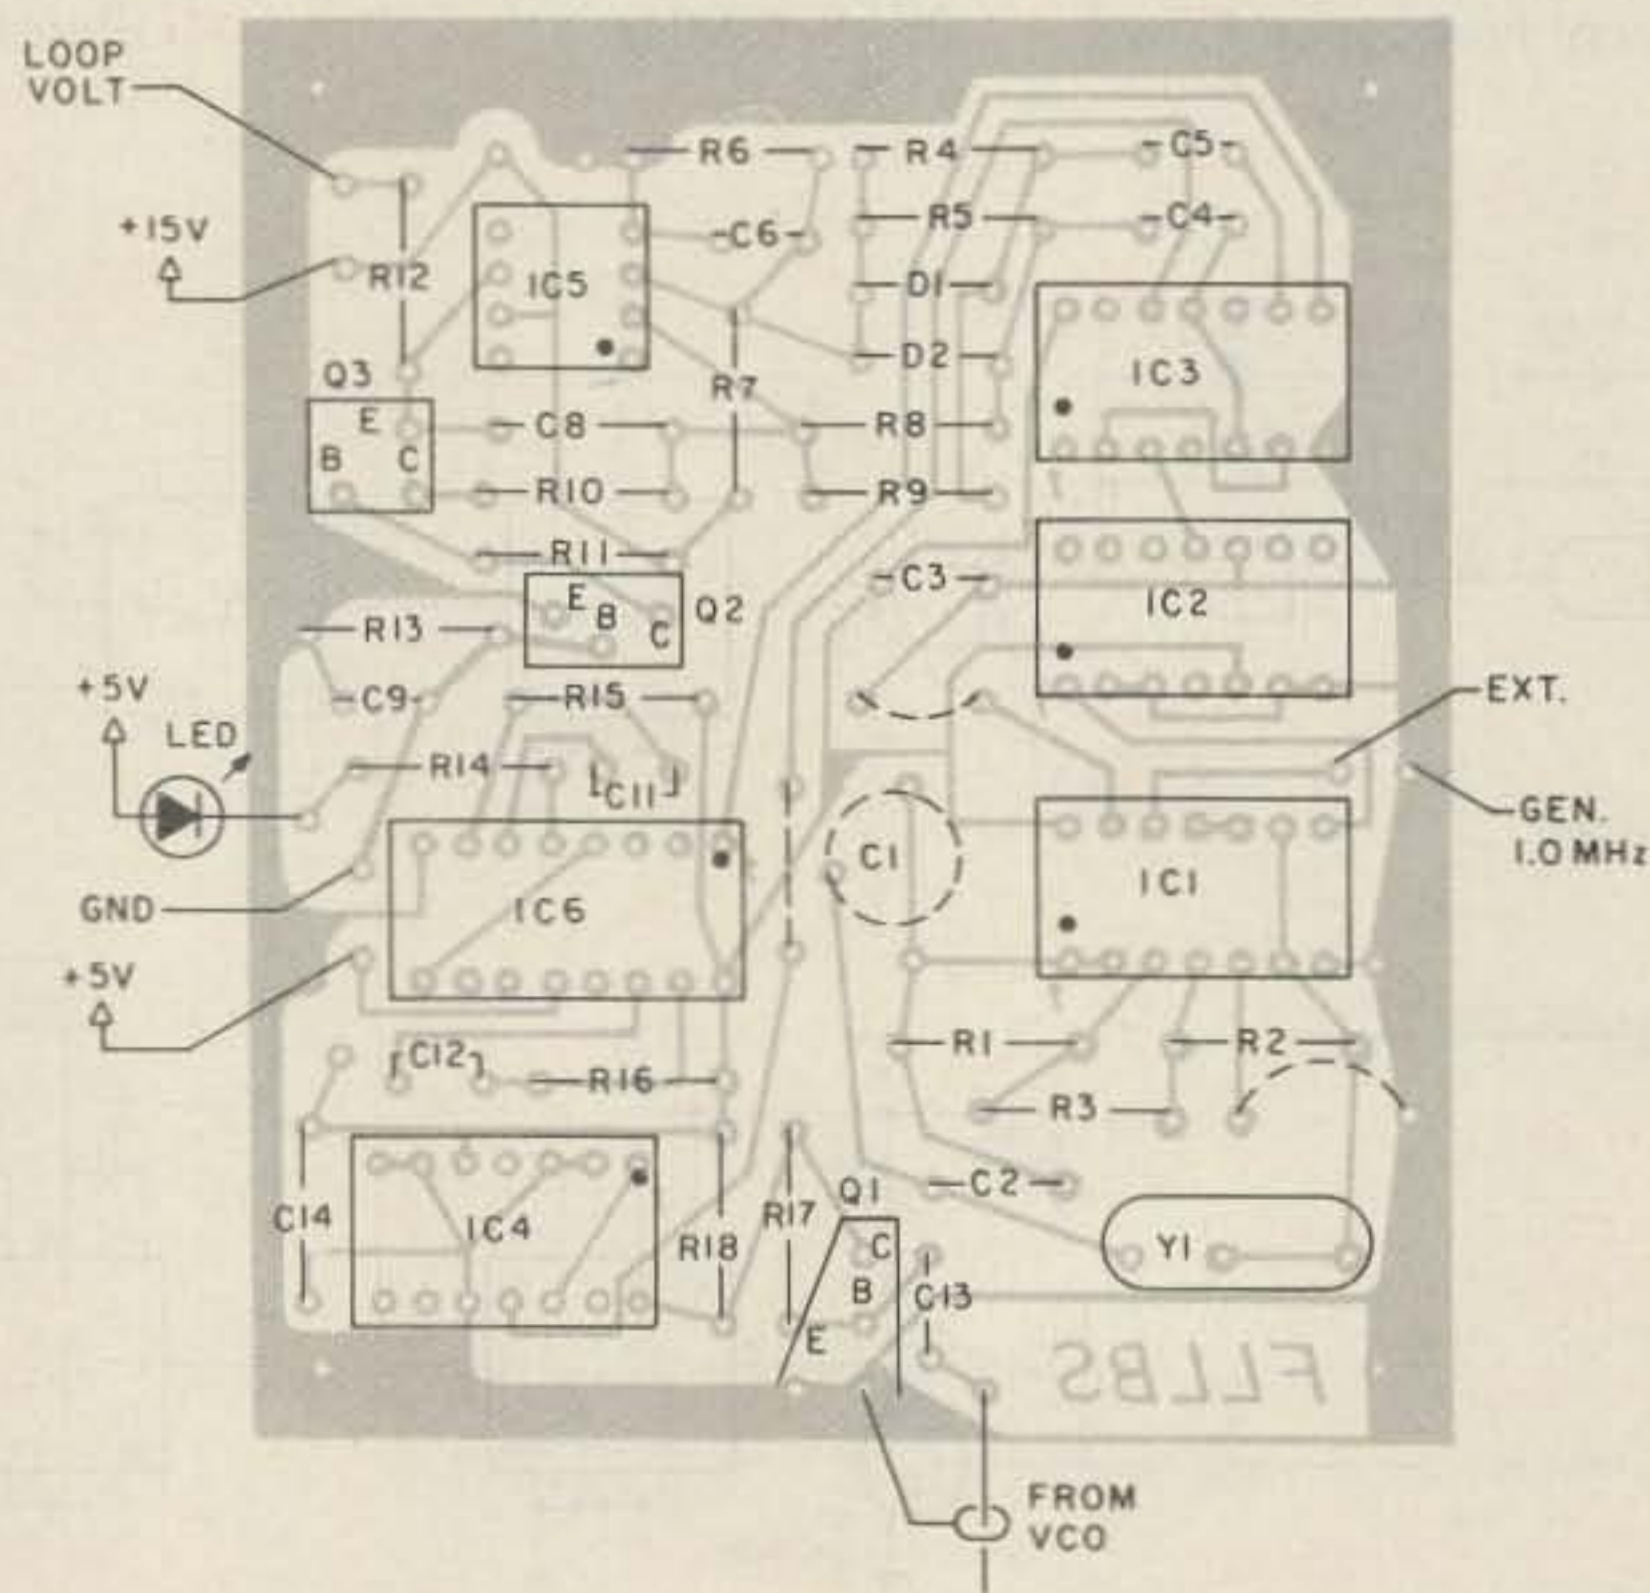 LOOP
VOLT
R6
R4
C5
+15V
R5
C4
C6
R12
IC5
D1
D2
IC3
Q3
R7
E
C8
R8
B
C
R10
R9
R11
C3
IC2
E
B
C
Q2
R13
+5V
C9
R15
EXT.
LED
R14
C11
GEN.
1.0 MHz
C1
IC1
GND
IC6
+5V
C12
R16
R1
R2
R3
C2
Q1
C14
IC4
R17
R18
C
Y1
B
C13
E
FLLBS
FROM
VCO